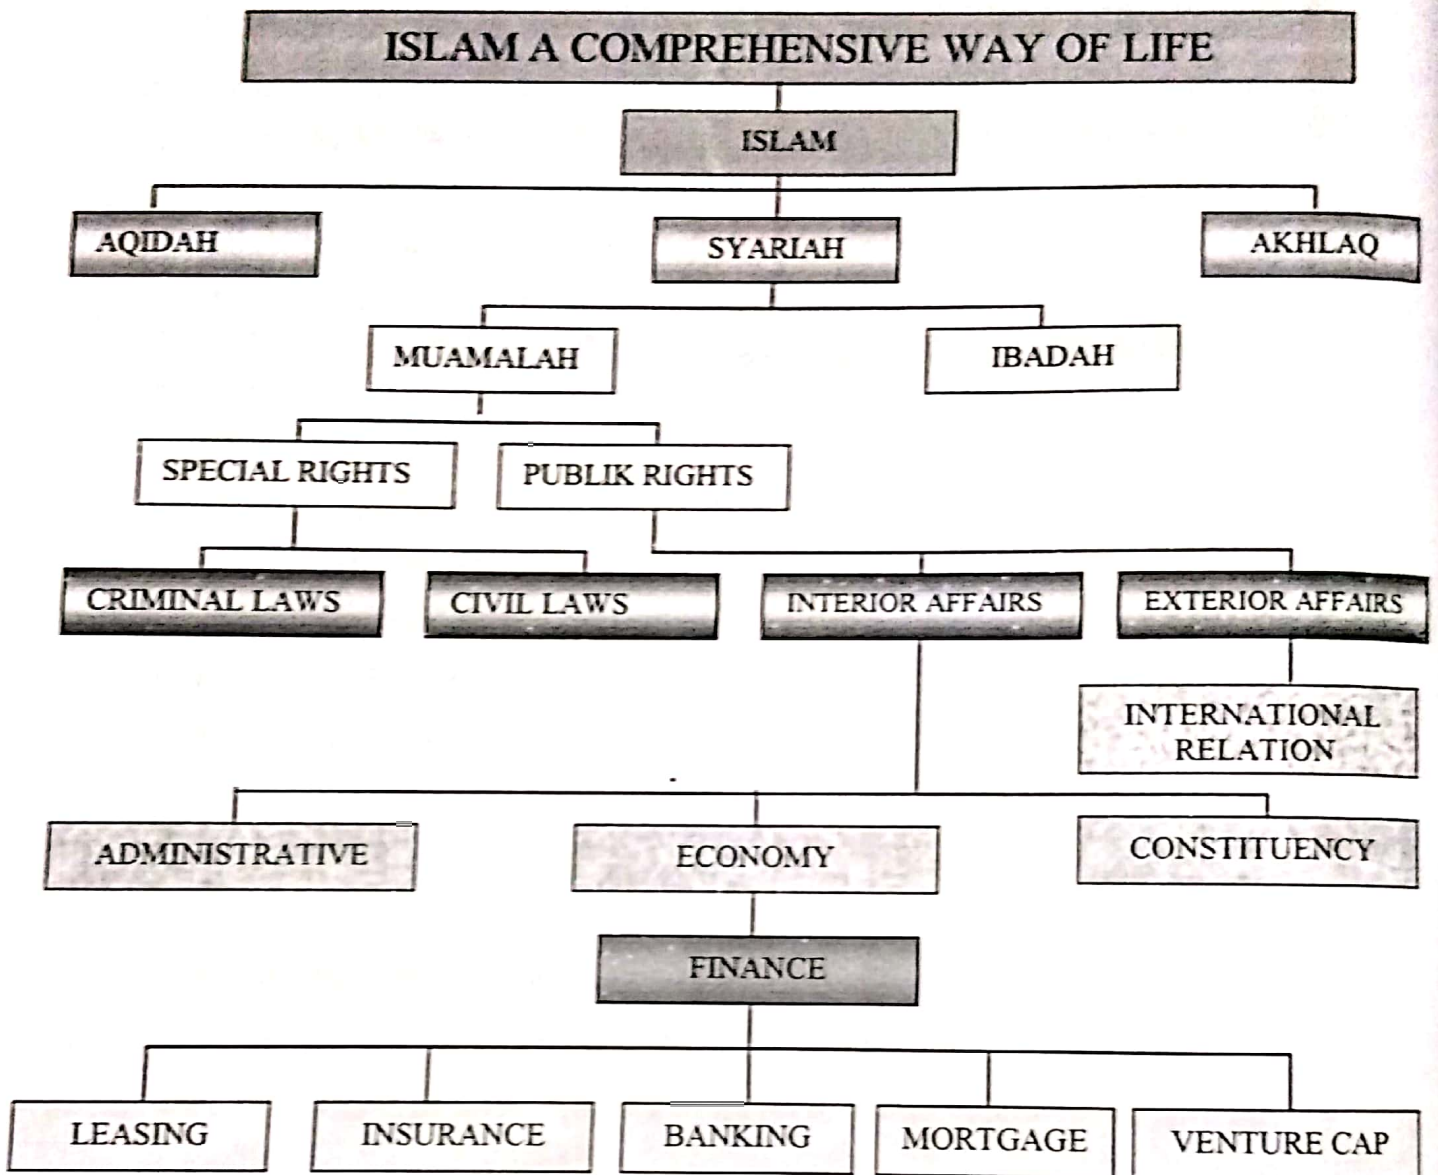 ISLAM A COMPREHENSIVE WAY OF LIFE
ISLAM
AQIDAH
SYARIAH
AKHLAQ
MUAMALAH
IBADAH
SPECIAL RIGHTS
PUBLIK RIGHTS
CRIMINAL LAWS
CIVIL LAWS
INTERIOR AFFAIRS
EXTERIOR AFFAIRS
INTERNATIONAL
RELATION
ADMINISTRATIVE
ECONOMY
CONSTITUENCY
FINANCE
LEASING
INSURANCE
BANKING
MORTGAGE
VENTURE CAP